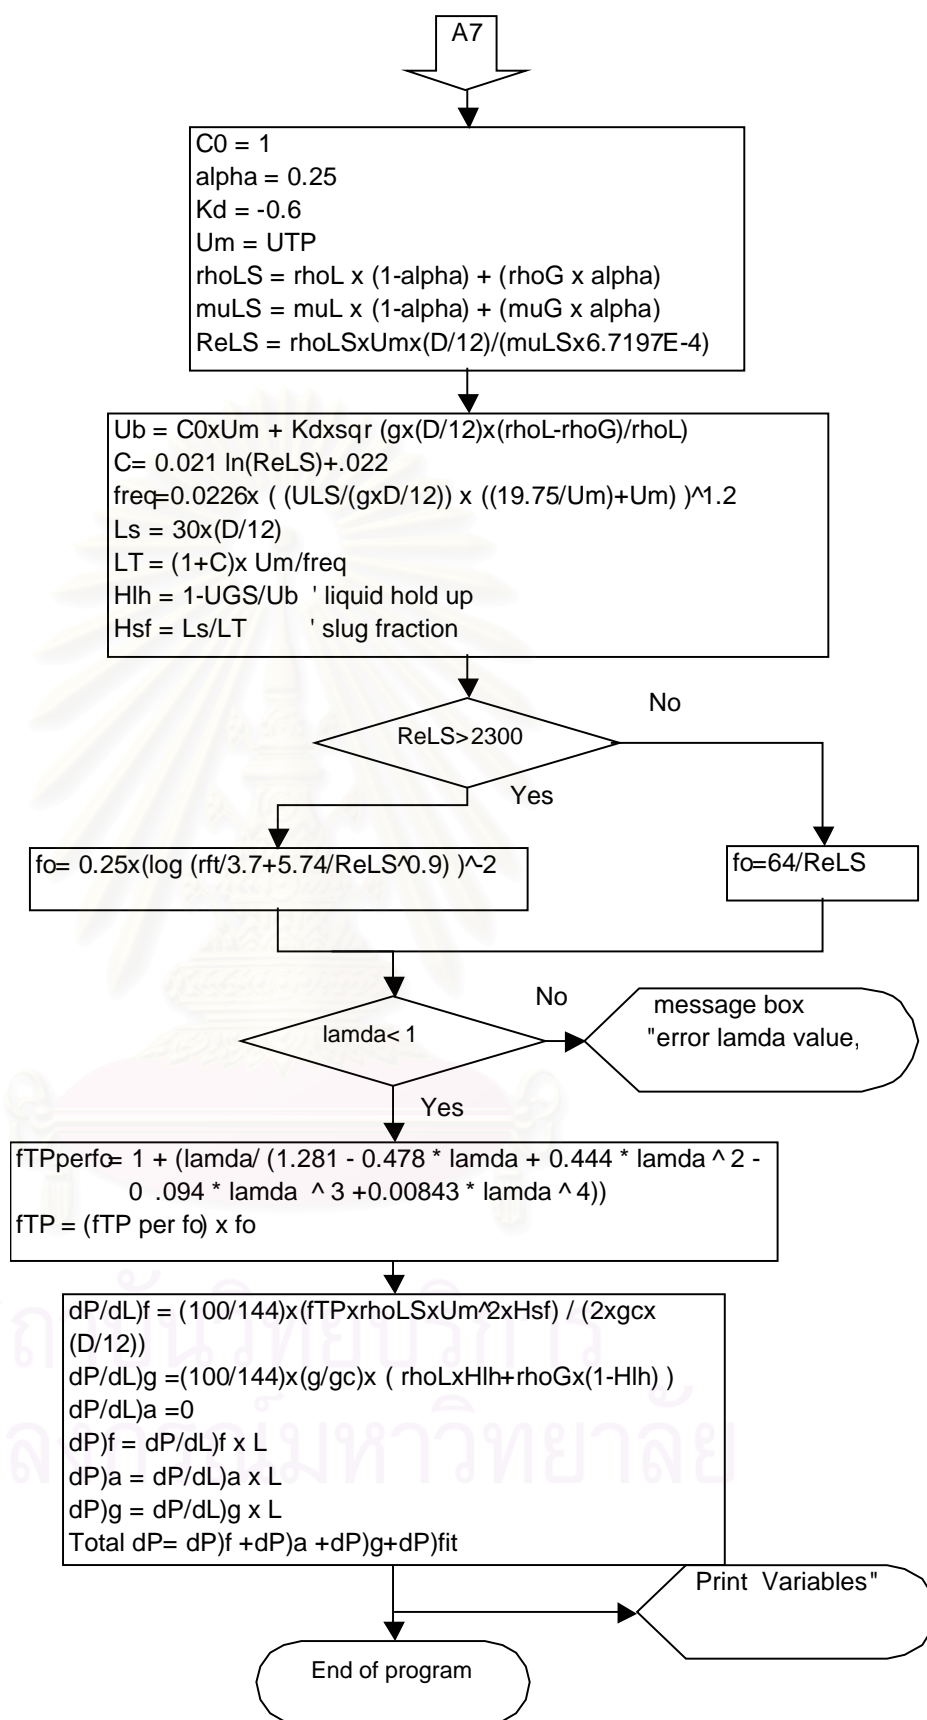 A7
C0 = 1
alpha = 0.25
Kd = -0.6
Um = UTP
rhoLS = rhoL x (1-alpha) + (rhoG x alpha)
muLS = muL x (1-alpha) + (muG x alpha)
ReLS = rhoLSxUmx(D/12)/(muLSx6.7197E-4)
Ub = C0xUm + Kdxsqr (gx(D/12)x(rhoL-rhoG)/rhoL)
C= 0.021 ln(ReLS)+.022
freq=0.0226x ( (ULS/(gxD/12)) x ((19.75/Um)+Um) )^1.2
Ls = 30x(D/12)
LT = (1+C)x Um/freq
Hlh = 1-UGS/Ub ' liquid hold up
Hsf = Ls/LT ' slug fraction
No
ReLS>2300
Yes
fo= 0.25x(log (rft/3.7+5.74/ReLS^0.9) )^-2
fo=64/ReLS
No
message box
"error lamda value,
lamda< 1
Yes
fTPperfo= 1 + (lamda/ (1.281 - 0.478 * lamda + 0.444 * lamda ^ 2 -
0 .094 * lamda ^ 3 +0.00843 * lamda ^ 4))
fTP = (fTP per fo) x fo
dP/dL)f = (100/144)x(fTPxrhoLSxUm^2xHsf) / (2xgcx
(D/12))
dP/dL)g =(100/144)x(g/gc)x ( rhoLxHlh+rhoGx(1-Hlh) )
dP/dL)a =0
dP)f = dP/dL)f x L
dP)a = dP/dL)a x L
dP)g = dP/dL)g x L
Total dP= dP)f +dP)a +dP)g+dP)fit
Print Variables"
End of program